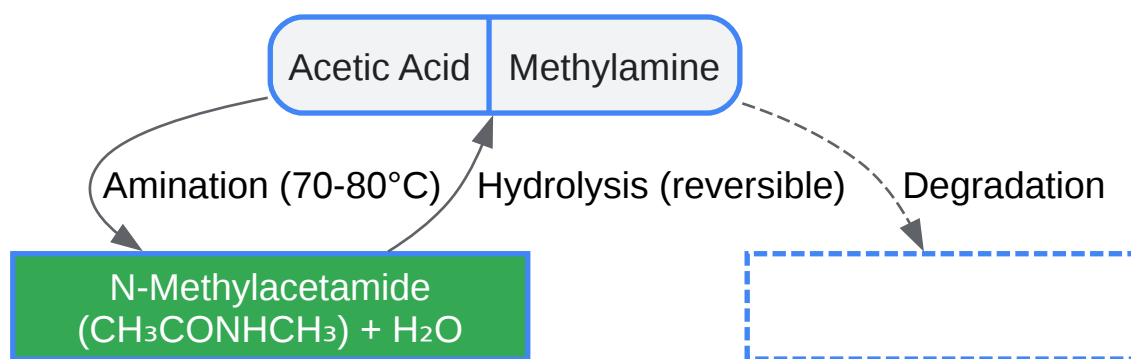 Acetic Acid
Methylamine
Amination (70-80°C)
Hydrolysis (reversible)
Degradation
N-Methylacetamide
(CH₃CONHCH₃) + H₂O